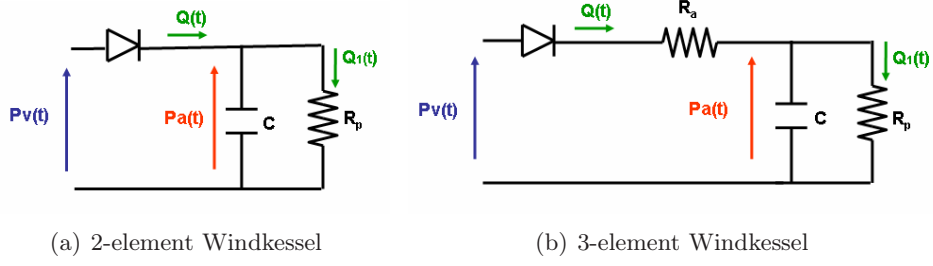 Q(t)
Q₁(t)
Pv(t)
Pa(t)
C
Rₚ
(a) 2-element Windkessel
Q(t)
Rₐ
Q₁(t)
Pv(t)
Pa(t)
C
Rₚ
(b) 3-element Windkessel